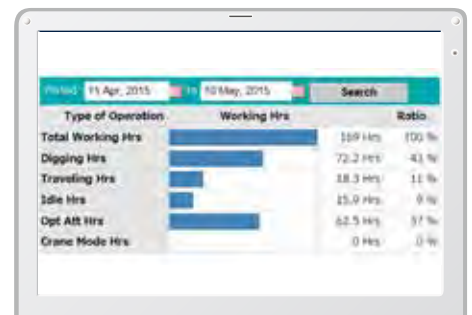 Period 11 Apr, 2015 to 10 May, 2015 Search
Type of Operation Working Hrs Ratio
Total Working Hrs 169 Hrs 100 %
Digging Hrs 72.2 Hrs 43 %
Traveling Hrs 18.3 Hrs 11 %
Idle Hrs 15.9 Hrs 9 %
Opt Att Hrs 62.5 Hrs 37 %
Crane Mode Hrs 0 Hrs 0 %